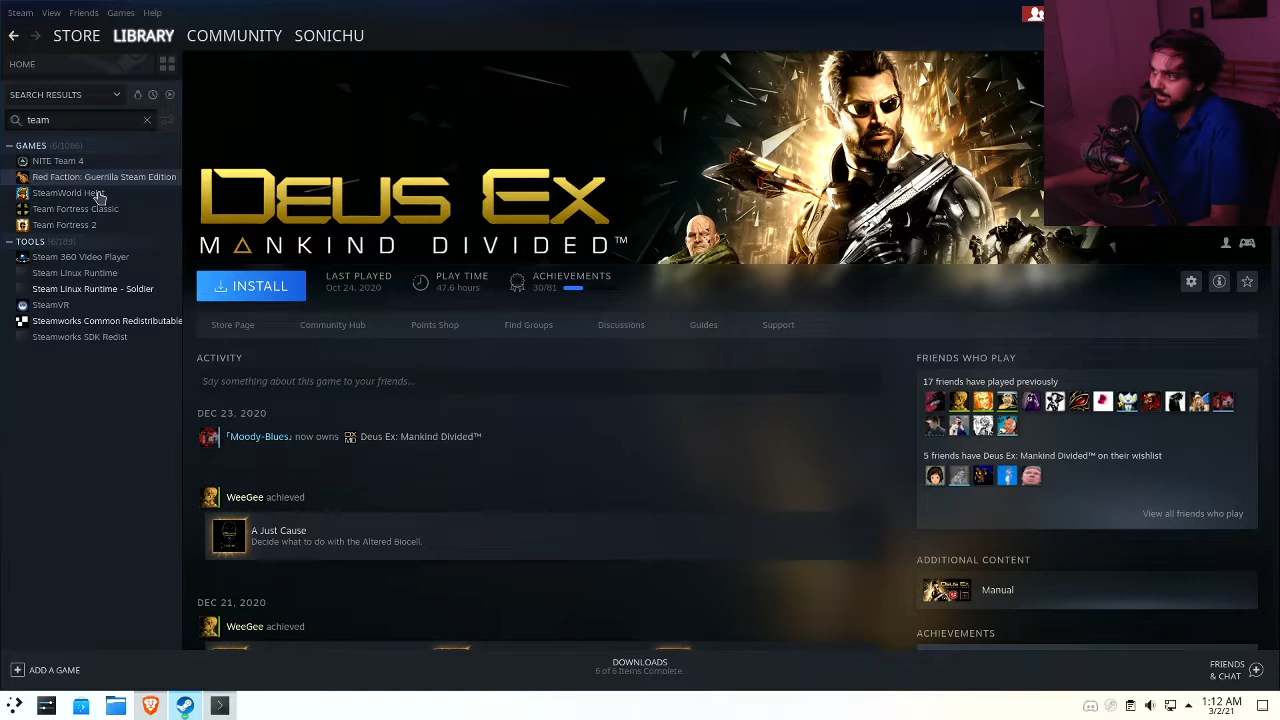 Steam View Friends Games Help
STORE LIBRARY COMMUNITY SONICHU
HOME
SEARCH RESULTS
team
GAMES (6/1086)
NITE Team 4
Red Faction: Guerrilla Steam Edition
SteamWorld Heist
Team Fortress Classic
Team Fortress 2
TOOLS (6/189)
Steam 360 Video Player
Steam Linux Runtime
Steam Linux Runtime - Soldier
SteamVR
Steamworks Common Redistributable
Steamworks SDK Redist
DEUS EX
MANKIND DIVIDED™
INSTALL
LAST PLAYED
Oct 24, 2020
PLAY TIME
47.6 hours
ACHIEVEMENTS
30/81
Store Page Community Hub Points Shop Find Groups Discussions Guides Support
ACTIVITY
Say something about this game to your friends...
DEC 23, 2020
「Moody-Blues」 now owns Deus Ex: Mankind Divided™
WeeGee achieved
A Just Cause
Decide what to do with the Altered Biocell.
DEC 21, 2020
WeeGee achieved
FRIENDS WHO PLAY
17 friends have played previously
5 friends have Deus Ex: Mankind Divided™ on their wishlist
View all friends who play
ADDITIONAL CONTENT
Manual
ACHIEVEMENTS
ADD A GAME
DOWNLOADS
6 of 6 Items Complete
FRIENDS
& CHAT
1:12 AM
3/2/21